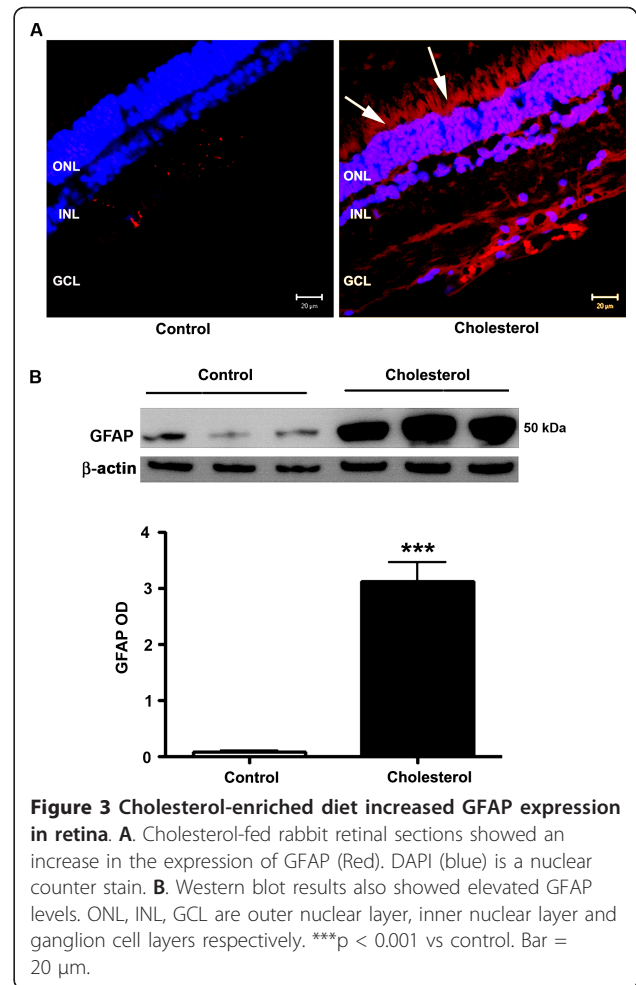 A
ONL
INL
GCL
20 µm
ONL
INL
GCL
20 µm
Control
Cholesterol
B
Control
Cholesterol
GFAP
50 kDa
β-actin
4
3
2
1
0
GFAP OD
***
Control
Cholesterol
Figure 3 Cholesterol-enriched diet increased GFAP expression
in retina. A. Cholesterol-fed rabbit retinal sections showed an
increase in the expression of GFAP (Red). DAPI (blue) is a nuclear
counter stain. B. Western blot results also showed elevated GFAP
levels. ONL, INL, GCL are outer nuclear layer, inner nuclear layer and
ganglion cell layers respectively. ***p < 0.001 vs control. Bar =
20 µm.